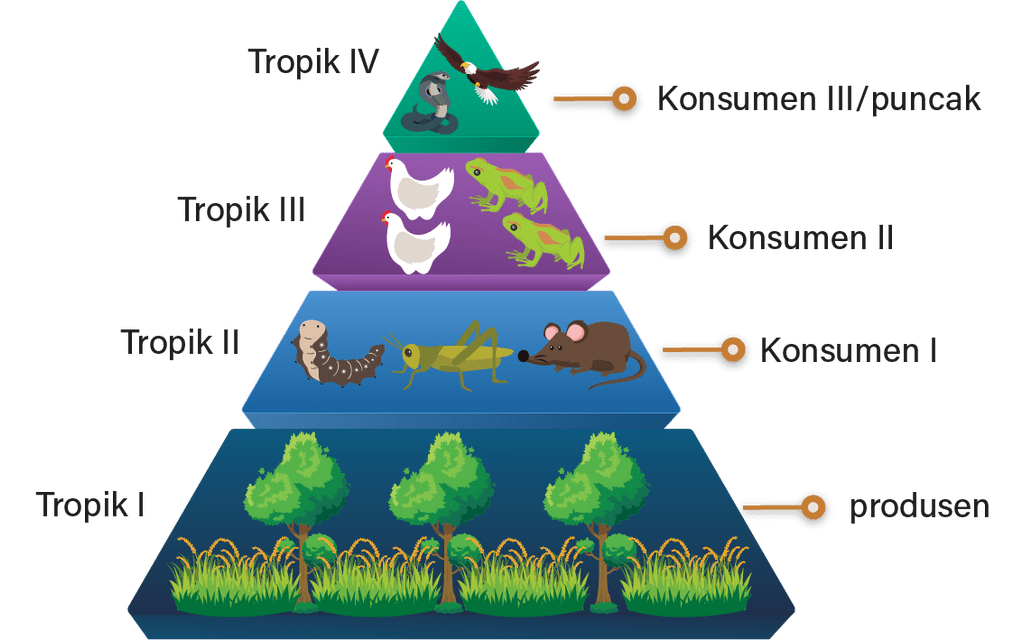 Tropik IV
Konsumen III/puncak
Tropik III
Konsumen II
Tropik II
Konsumen I
Tropik I
produsen